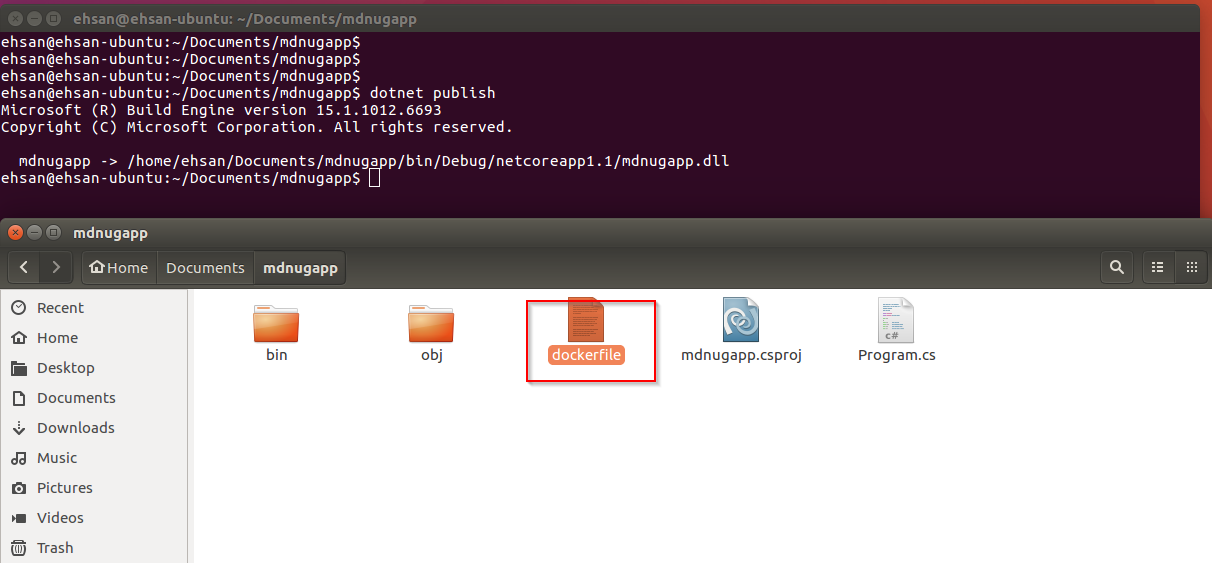 ehsan@ehsan-ubuntu: ~/Documents/mdnugapp
ehsan@ehsan-ubuntu:~/Documents/mdnugapp$
ehsan@ehsan-ubuntu:~/Documents/mdnugapp$
ehsan@ehsan-ubuntu:~/Documents/mdnugapp$
ehsan@ehsan-ubuntu:~/Documents/mdnugapp$ dotnet publish
Microsoft (R) Build Engine version 15.1.1012.6693
Copyright (C) Microsoft Corporation. All rights reserved.
mdnugapp -> /home/ehsan/Documents/mdnugapp/bin/Debug/netcoreapp1.1/mdnugapp.dll
ehsan@ehsan-ubuntu:~/Documents/mdnugapp$
mdnugapp
Home Documents mdnugapp
Recent
Home
Desktop
Documents
Downloads
Music
Pictures
Videos
Trash
bin
obj
dockerfile
mdnugapp.csproj
c#
Program.cs